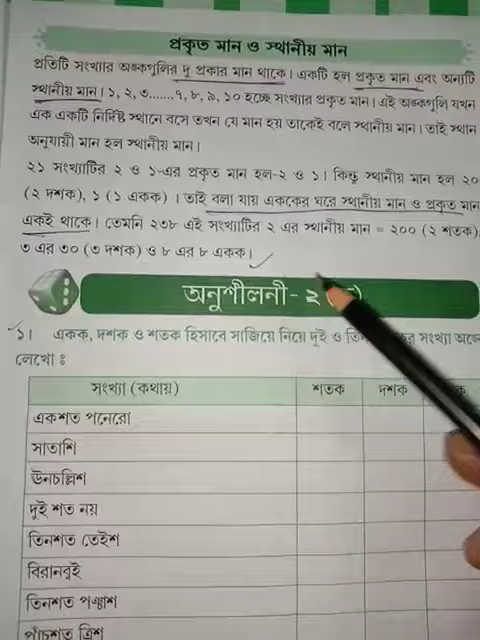 প্রকৃত মান ও স্থানীয় মান
প্রতিটি সংখ্যার অঙ্কগুলির দু প্রকার মান থাকে। একটি হল প্রকৃত মান এবং অন্যটি
স্থানীয় মান। ১, ২, ৩.......৭, ৮, ৯, ১০ হচ্ছে সংখ্যার প্রকৃত মান। এই অঙ্কগুলি যখন
এক একটি নির্দিষ্ট স্থানে বসে তখন যে মান হয় তাকেই বলে স্থানীয় মান। তাই স্থান
অনুযায়ী মান হল স্থানীয় মান।
২১ সংখ্যাটির ২ ও ১-এর প্রকৃত মান হল-২ ও ১। কিন্তু স্থানীয় মান হল ২০
(২ দশক), ১ (১ একক) । তাই বলা যায় এককের ঘরে স্থানীয় মান ও প্রকৃত মান
একই থাকে। তেমনি ২৩৮ এই সংখ্যাটির ২ এর স্থানীয় মান = ২০০ (২ শতক)
৩ এর ৩০ (৩ দশক) ও ৮ এর ৮ একক।
অনুশীলনী- ২
১। একক, দশক ও শতক হিসাবে সাজিয়ে নিয়ে দুই ও সংখ্যা
লেখো ঃ
সংখ্যা (কথায়) শতক দশক
একশত পনেরো
সাতাশি
ঊনচল্লিশ
দুই শত নয়
তিনশত তেইশ
বিরানব্বই
তিনশত পঞ্চাশ
পাঁচশত ত্রিশ